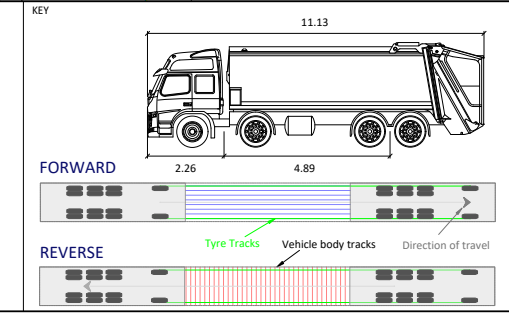 KEY
11.13
2.26
4.89
FORWARD
Tyre Tracks
Vehicle body tracks
Direction of travel
REVERSE